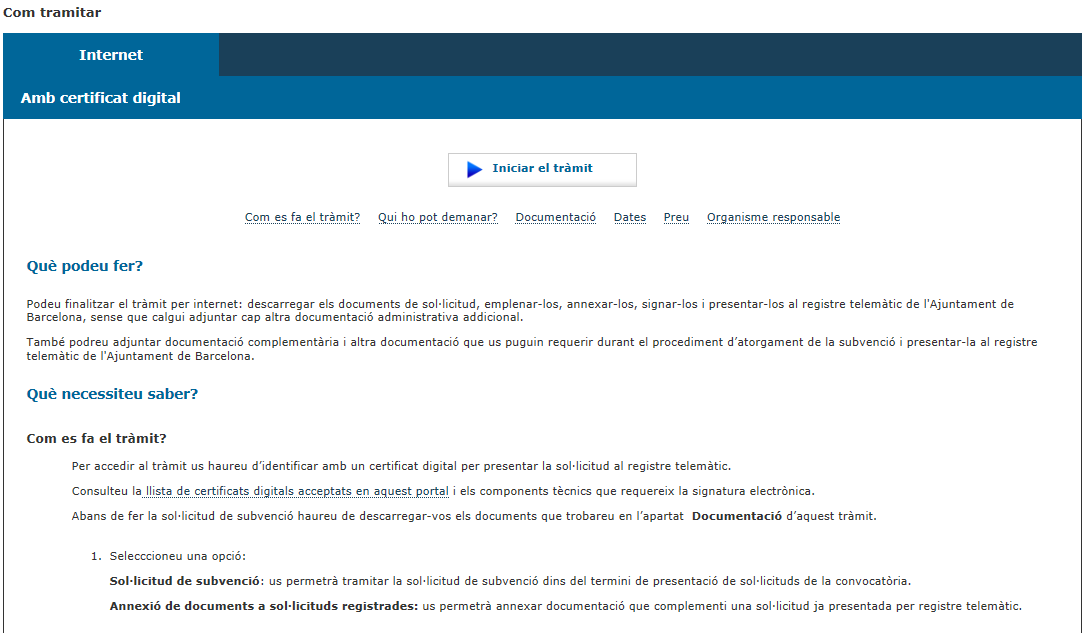 Com tramitar
Internet
Amb certificat digital
Iniciar el tràmit
Com es fa el tràmit? Qui ho pot demanar? Documentació Dates Preu Organisme responsable
Què podeu fer?
Podeu finalitzar el tràmit per internet: descarregar els documents de sol·licitud, emplenar-los, annexar-los, signar-los i presentar-los al registre telemàtic de l'Ajuntament de
Barcelona, sense que calgui adjuntar cap altra documentació administrativa addicional.
També podreu adjuntar documentació complementària i altra documentació que us puguin requerir durant el procediment d’atorgament de la subvenció i presentar-la al registre
telemàtic de l'Ajuntament de Barcelona.
Què necessiteu saber?
Com es fa el tràmit?
Per accedir al tràmit us haureu d’identificar amb un certificat digital per presentar la sol·licitud al registre telemàtic.
Consulteu la llista de certificats digitals acceptats en aquest portal i els components tècnics que requereix la signatura electrònica.
Abans de fer la sol·licitud de subvenció haureu de descarregar-vos els documents que trobareu en l’apartat Documentació d’aquest tràmit.
1. Selecccioneu una opció:
Sol·licitud de subvenció: us permetrà tramitar la sol·licitud de subvenció dins del termini de presentació de sol·licituds de la convocatòria.
Annexió de documents a sol·licituds registrades: us permetrà annexar documentació que complementi una sol·licitud ja presentada per registre telemàtic.